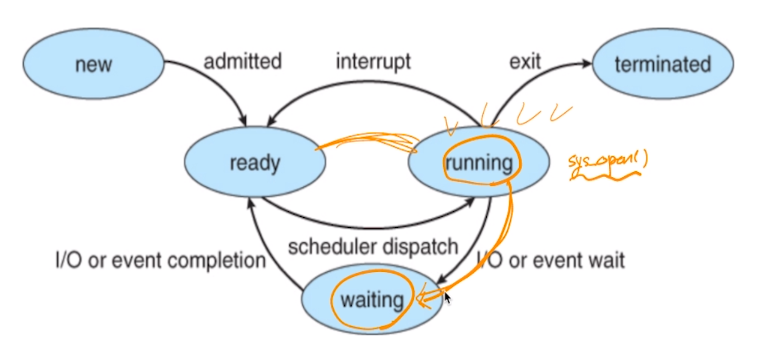 new
admitted
interrupt
exit
terminated
ready
running
sys_open()
scheduler dispatch
I/O or event completion
I/O or event wait
waiting